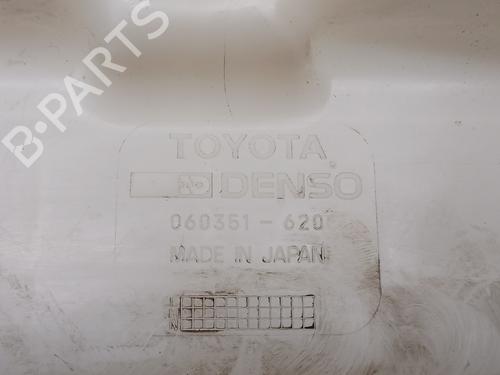 B-PARTS
TOYOTA
DENSO
060351-620
MADE IN JAPAN